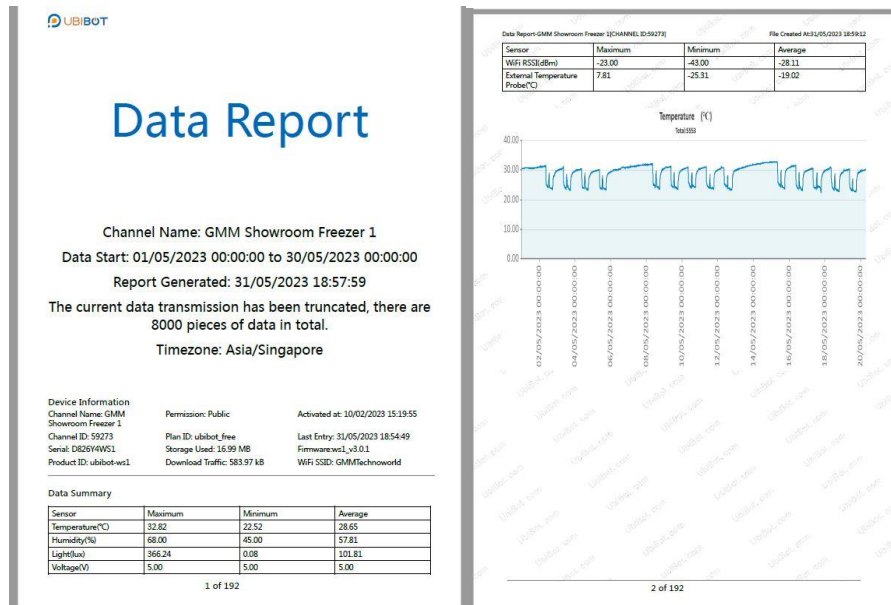 UBIBOT
Data Report
Channel Name: GMM Showroom Freezer 1
Data Start: 01/05/2023 00:00:00 to 30/05/2023 00:00:00
Report Generated: 31/05/2023 18:57:59
The current data transmission has been truncated, there are
8000 pieces of data in total.
Timezone: Asia/Singapore
Device Information
Channel Name: GMM Showroom Freezer 1 Permission: Public Activated at: 10/02/2023 15:19:55
Channel ID: 59273 Plan ID: ubibot_free Last Entry: 31/05/2023 18:54:49
Serial: D826Y4WS1 Storage Used: 16.99 MB Firmware:ws1_v3.0.1
Product ID: ubibot-ws1 Download Traffic: 583.97 kB WiFi SSID: GMMTechnoworld
Data Summary
Sensor Maximum Minimum Average
Temperature(℃) 32.82 22.52 28.65
Humidity(%) 68.00 45.00 57.81
Light(lux) 366.24 0.08 101.81
Voltage(V) 5.00 5.00 5.00
1 of 192
Data Report-GMM Showroom Freezer 1[CHANNEL ID:59273] File Created At:31/05/2023 18:59:12
Sensor Maximum Minimum Average
WiFi RSSI(dBm) -23.00 -43.00 -28.11
External Temperature Probe(℃) 7.81 -25.31 -19.02
Temperature (℃)
Total:5553
40.00
30.00
20.00
10.00
0.00
02/05/2023 00:00:00
04/05/2023 00:00:00
06/05/2023 00:00:00
08/05/2023 00:00:00
10/05/2023 00:00:00
12/05/2023 00:00:00
14/05/2023 00:00:00
16/05/2023 00:00:00
18/05/2023 00:00:00
20/05/2023 00:00:00
UbiBot.com
2 of 192